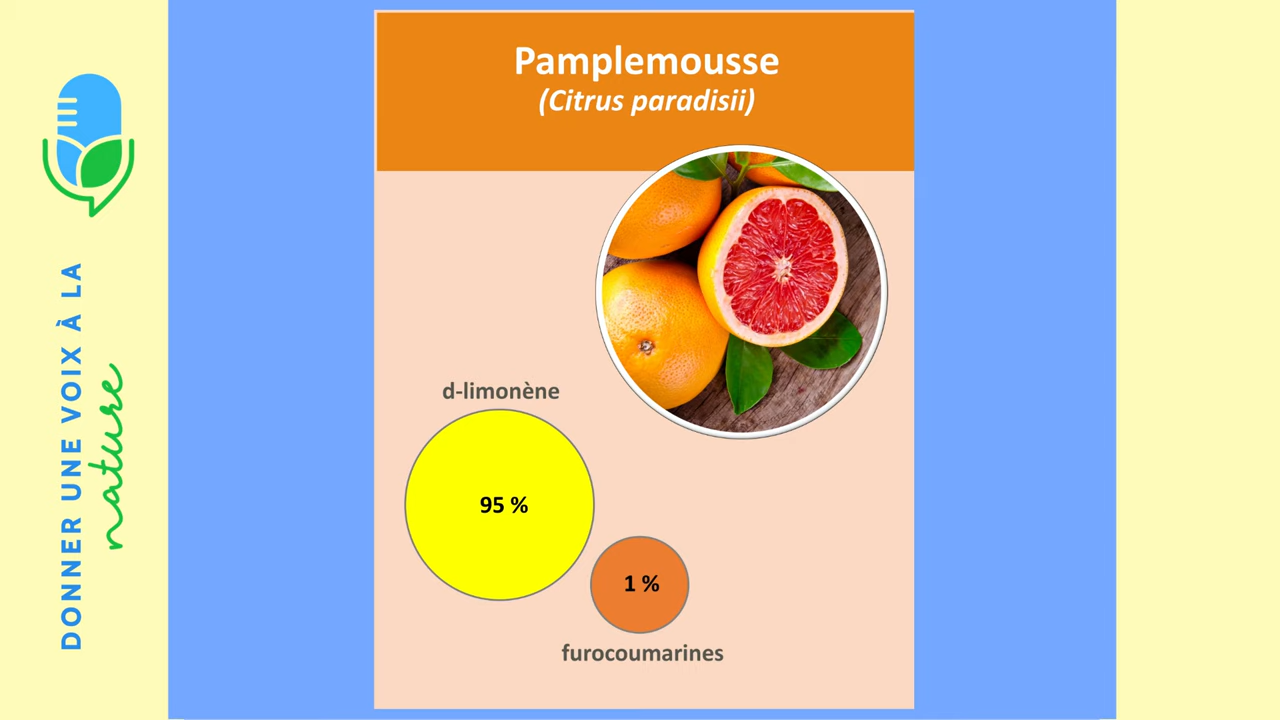 DONNER UNE VOIX À LA
nature
Pamplemousse
(Citrus paradisii)
d-limonène
95 %
1 %
furocoumarines